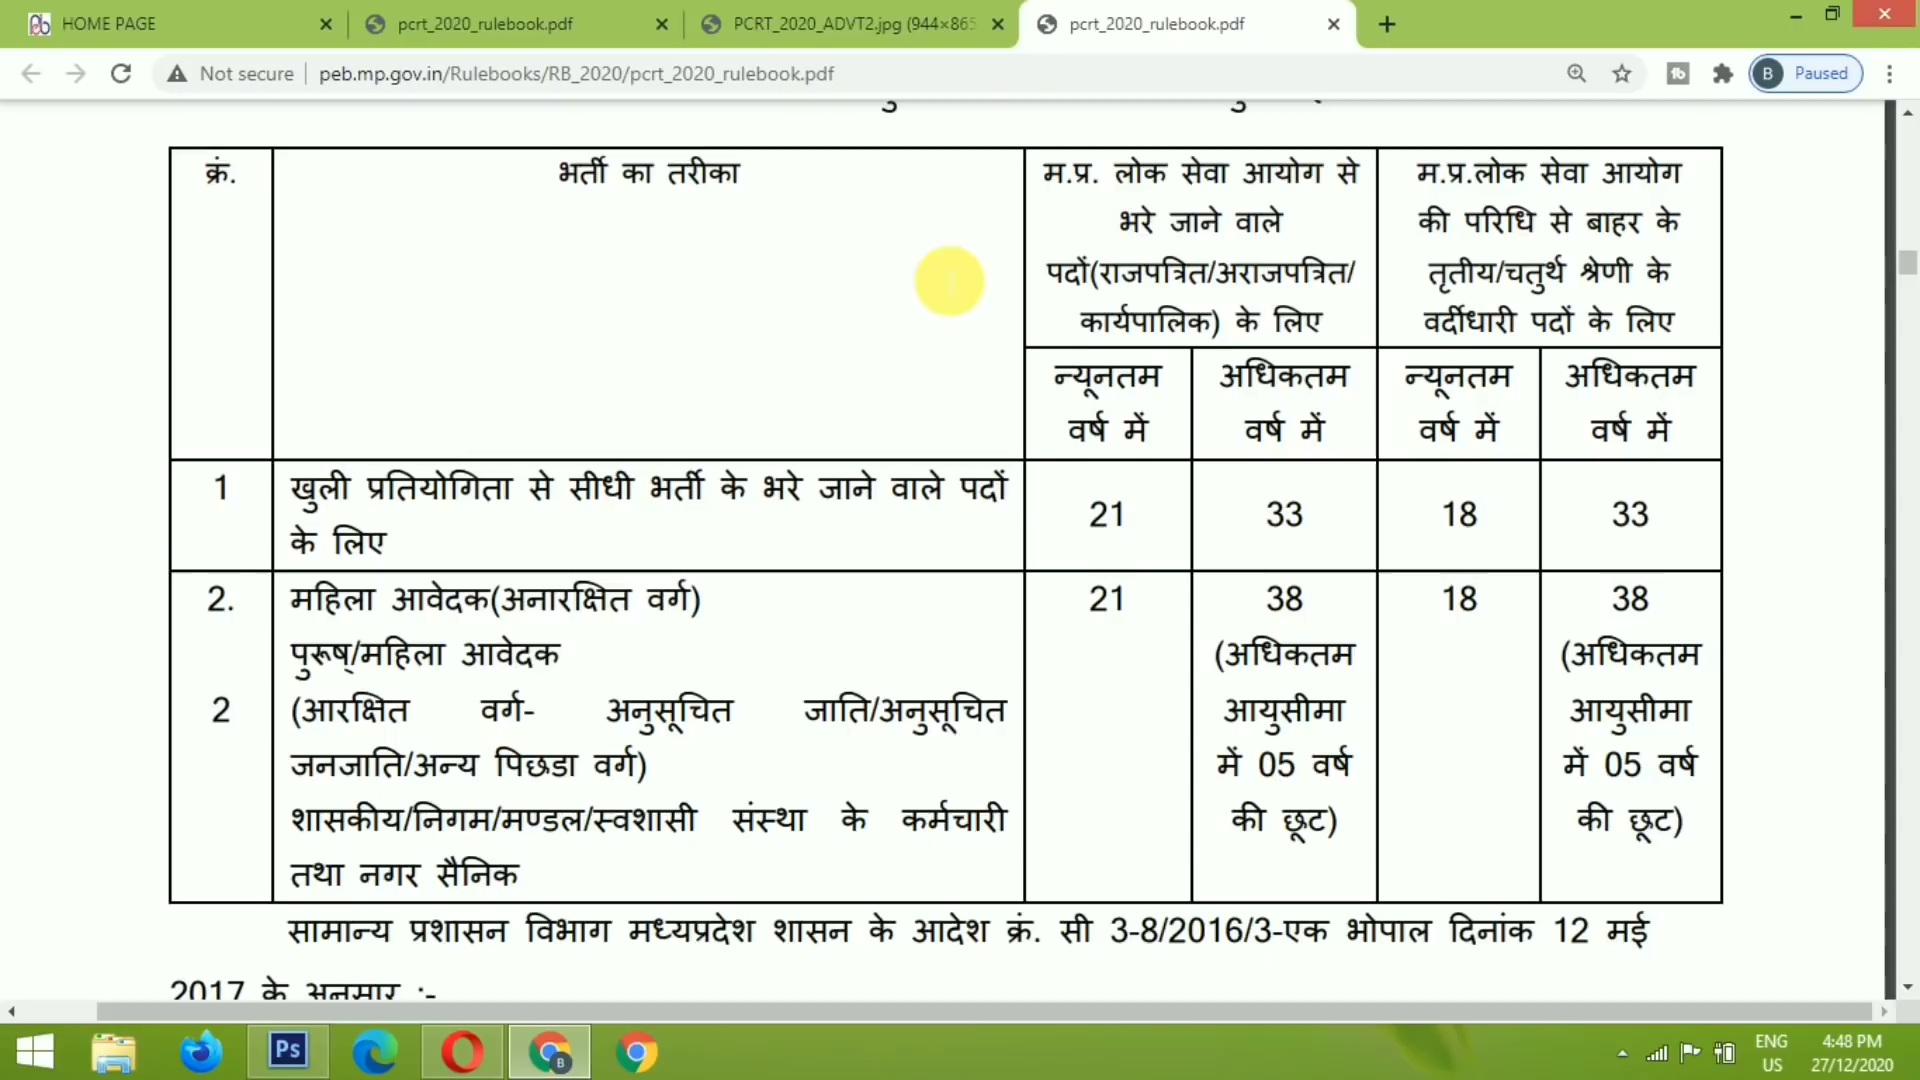 HOME PAGE
pcrt_2020_rulebook.pdf
PCRT_2020_ADVT2.jpg (944×865
pcrt_2020_rulebook.pdf
Not secure
peb.mp.gov.in/Rulebooks/RB_2020/pcrt_2020_rulebook.pdf
B Paused
क्रं. भर्ती का तरीका म.प्र. लोक सेवा आयोग से म.प्र.लोक सेवा आयोग
भरे जाने वाले की परिधि से बाहर के
पदों(राजपत्रित/अराजपत्रित/ तृतीय/चतुर्थ श्रेणी के
कार्यपालिक) के लिए वर्दीधारी पदों के लिए
न्यूनतम अधिकतम न्यूनतम अधिकतम
वर्ष में वर्ष में वर्ष में वर्ष में
1 खुली प्रतियोगिता से सीधी भर्ती के भरे जाने वाले पदों
के लिए
21 33 18 33
2. महिला आवेदक(अनारक्षित वर्ग) 21 38 18 38
पुरूष्/महिला आवेदक (अधिकतम (अधिकतम
2 (आरक्षित वर्ग- अनुसूचित जाति/अनुसूचित आयुसीमा आयुसीमा
जनजाति/अन्य पिछडा वर्ग) में 05 वर्ष में 05 वर्ष
शासकीय/निगम/मण्डल/स्वशासी संस्था के कर्मचारी की छूट) की छूट)
तथा नगर सैनिक
सामान्य प्रशासन विभाग मध्यप्रदेश शासन के आदेश क्रं. सी 3-8/2016/3-एक भोपाल दिनांक 12 मई
2017 के अनुसार :-
Ps
B
ENG 4:48 PM
US 27/12/2020